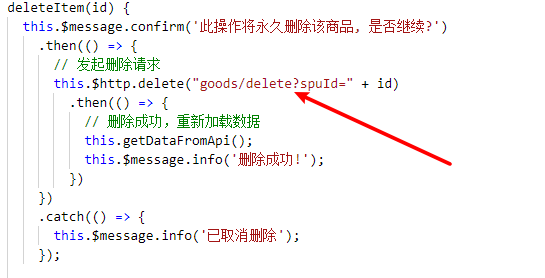 deleteItem(id) {
this.$message.confirm('此操作将永久删除该商品, 是否继续?')
.then(() => {
// 发起删除请求
this.$http.delete("goods/delete?spuId=" + id)
.then(() => {
// 删除成功，重新加载数据
this.getDataFromApi();
this.$message.info('删除成功!');
})
})
.catch(() => {
this.$message.info('已取消删除');
});